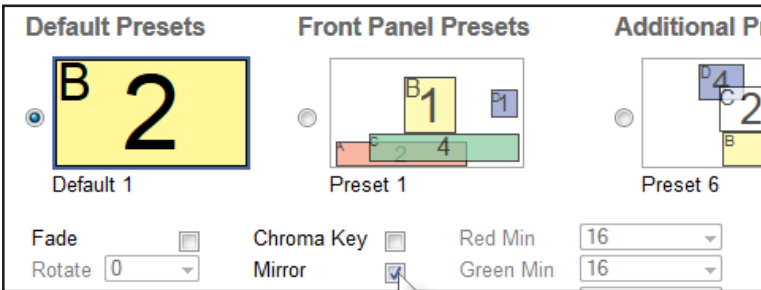 Default Presets Front Panel Presets Additional Pr
B 2
B 1
D 1
A 2
C 4
D 4
C 2
B
Default 1 Preset 1 Preset 6
Fade Chroma Key Red Min 16
Rotate 0 Mirror Green Min 16